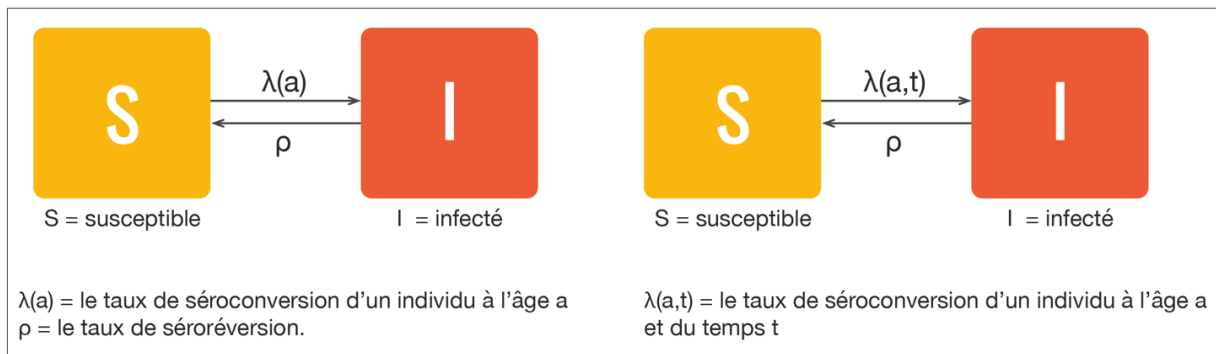 S
λ(a)
ρ
I
S = susceptible
I = infecté
λ(a) = le taux de séroconversion d’un individu à l’âge a
ρ = le taux de séroréversion.
S
λ(a,t)
ρ
I
S = susceptible
I = infecté
λ(a,t) = le taux de séroconversion d’un individu à l’âge a
et du temps t